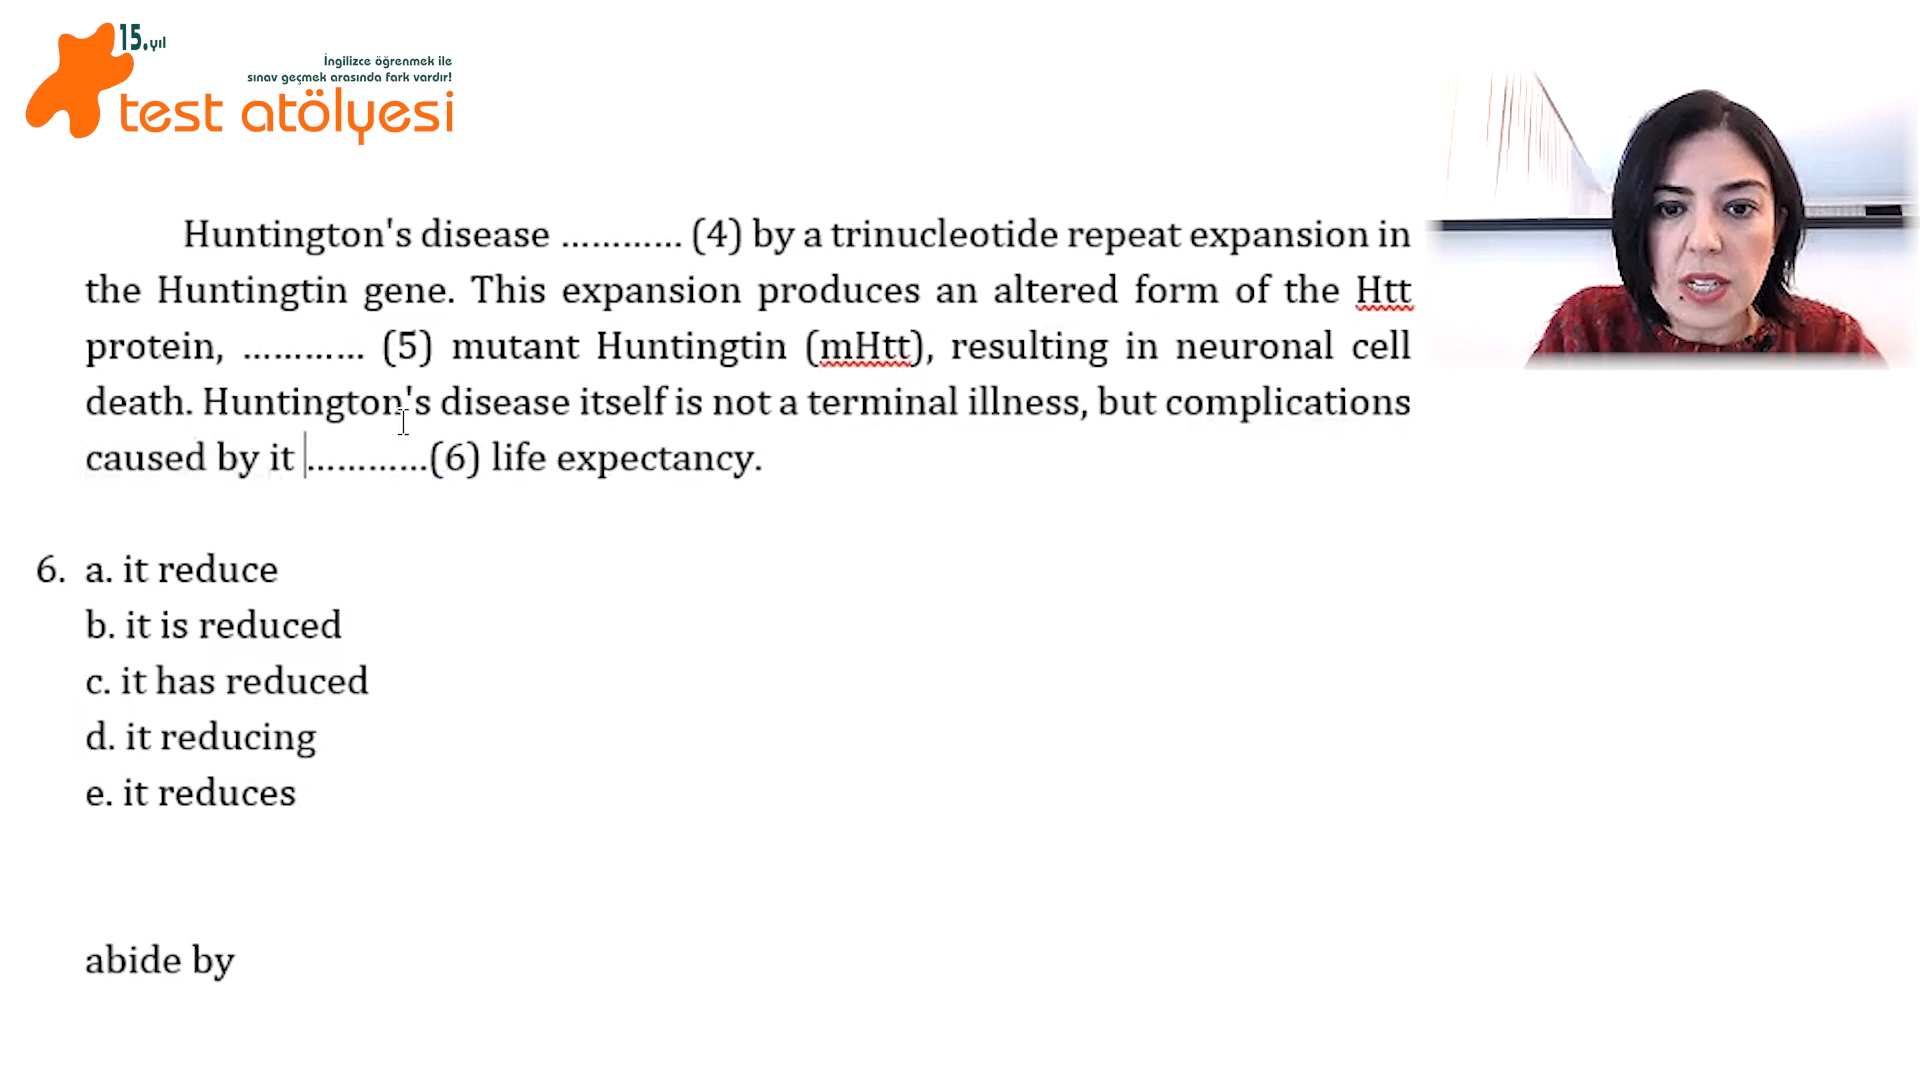 15.yıl
İngilizce öğrenmek ile
sınav geçmek arasında fark vardır!
test atölyesi
Huntington's disease ............ (4) by a trinucleotide repeat expansion in
the Huntingtin gene. This expansion produces an altered form of the Htt
protein, ............ (5) mutant Huntingtin (mHtt), resulting in neuronal cell
death. Huntington's disease itself is not a terminal illness, but complications
caused by it ............(6) life expectancy.
6. a. it reduce
b. it is reduced
c. it has reduced
d. it reducing
e. it reduces
abide by